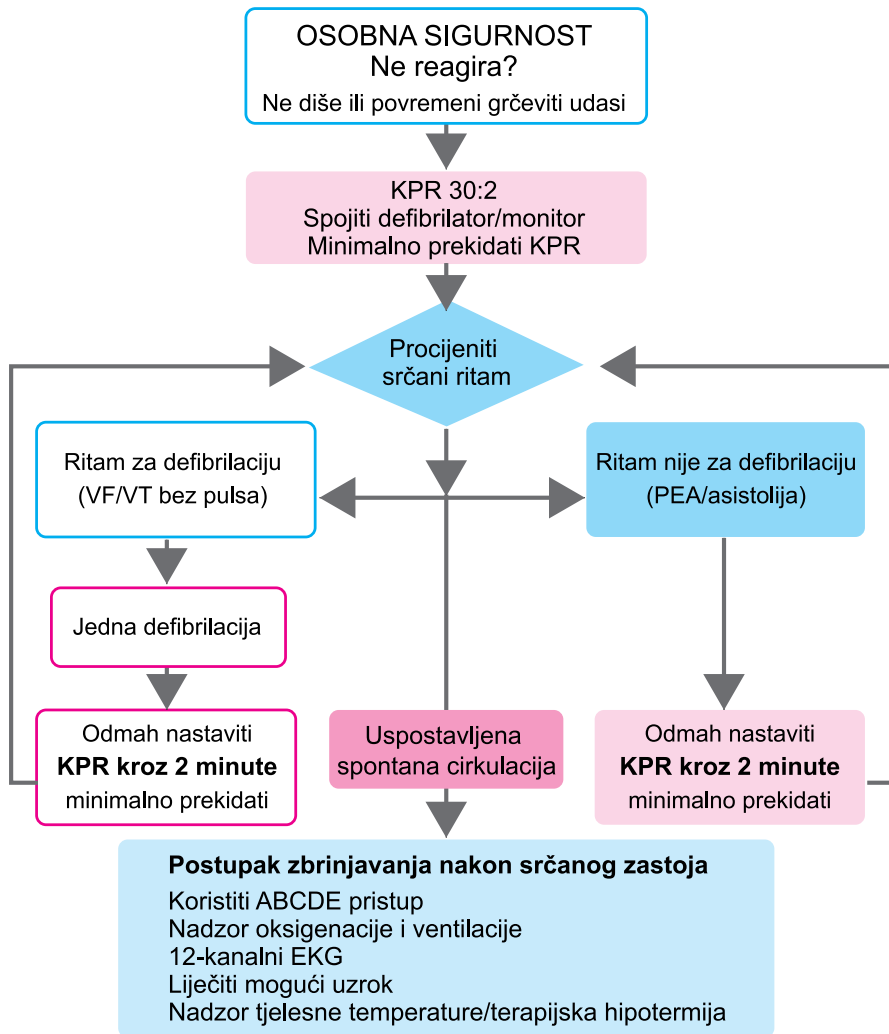 OSOBNA SIGURNOST
Ne reagira?
Ne diše ili povremeni grčeviti udasi
KPR 30:2
Spojiti defibrilator/monitor
Minimalno prekidati KPR
Procijeniti
srčani ritam
Ritam za defibrilaciju
(VF/VT bez pulsa)
Ritam nije za defibrilaciju
(PEA/asistolija)
Jedna defibrilacija
Odmah nastaviti
KPR kroz 2 minute
minimalno prekidati
Uspostavljena
spontana cirkulacija
Odmah nastaviti
KPR kroz 2 minute
minimalno prekidati
Postupak zbrinjavanja nakon srčanog zastoja
Koristiti ABCDE pristup
Nadzor oksigenacije i ventilacije
12-kanalni EKG
Liječiti mogući uzrok
Nadzor tjelesne temperature/terapijska hipotermija